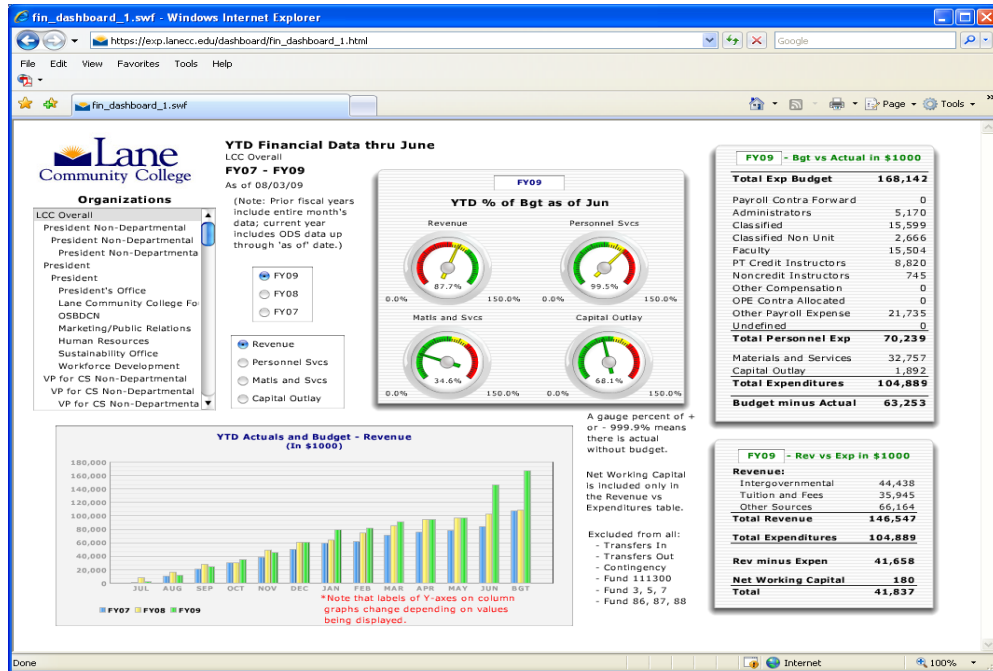 fin_dashboard_1.swf - Windows Internet Explorer
https://exp.lanecc.edu/dashboard/fin_dashboard_1.html
Google
File Edit View Favorites Tools Help
fin_dashboard_1.swf
Page Tools
Lane
Community College
Organizations
LCC Overall
President Non-Departmental
President Non-Departmental
President Non-Departmenta
President
President
President's Office
Lane Community College Fo
OSBDCN
Marketing/Public Relations
Human Resources
Sustainability Office
Workforce Development
VP for CS Non-Departmental
VP for CS Non-Departmental
VP for CS Non-Departmenta
YTD Financial Data thru June
LCC Overall
FY07 - FY09
As of 08/03/09
(Note: Prior fiscal years
include entire month's
data; current year
includes ODS data up
through 'as of' date.)
FY09
FY08
FY07
Revenue
Personnel Svcs
Matls and Svcs
Capital Outlay
FY09
YTD % of Bgt as of Jun
Revenue
87.7%
0.0% 150.0%
Personnel Svcs
99.5%
0.0% 150.0%
Matls and Svcs
34.6%
0.0% 150.0%
Capital Outlay
68.1%
0.0% 150.0%
A gauge percent of +
or - 999.9% means
there is actual
without budget.
Net Working Capital
is included only in
the Revenue vs
Expenditures table.
Excluded from all:
- Transfers In
- Transfers Out
- Contingency
- Fund 111300
- Fund 3, 5, 7
- Fund 86, 87, 88
FY09 - Bgt vs Actual in $1000
Total Exp Budget 168,142
Payroll Contra Forward 0
Administrators 5,170
Classified 15,599
Classified Non Unit 2,666
Faculty 15,504
PT Credit Instructors 8,820
Noncredit Instructors 745
Other Compensation 0
OPE Contra Allocated 0
Other Payroll Expense 21,735
Undefined 0
Total Personnel Exp 70,239
Materials and Services 32,757
Capital Outlay 1,892
Total Expenditures 104,889
Budget minus Actual 63,253
FY09 - Rev vs Exp in $1000
Revenue:
Intergovernmental 44,438
Tuition and Fees 35,945
Other Sources 66,164
Total Revenue 146,547
Total Expenditures 104,889
Rev minus Expen 41,658
Net Working Capital 180
Total 41,837
YTD Actuals and Budget - Revenue
(In $1000)
180,000
160,000
140,000
120,000
100,000
80,000
60,000
40,000
20,000
0
JUL AUG SEP OCT NOV DEC JAN FEB MAR APR MAY JUN BGT
FY07 FY08 FY09
*Note that labels of Y-axes on column
graphs change depending on values
being displayed.
Done
Internet
100%